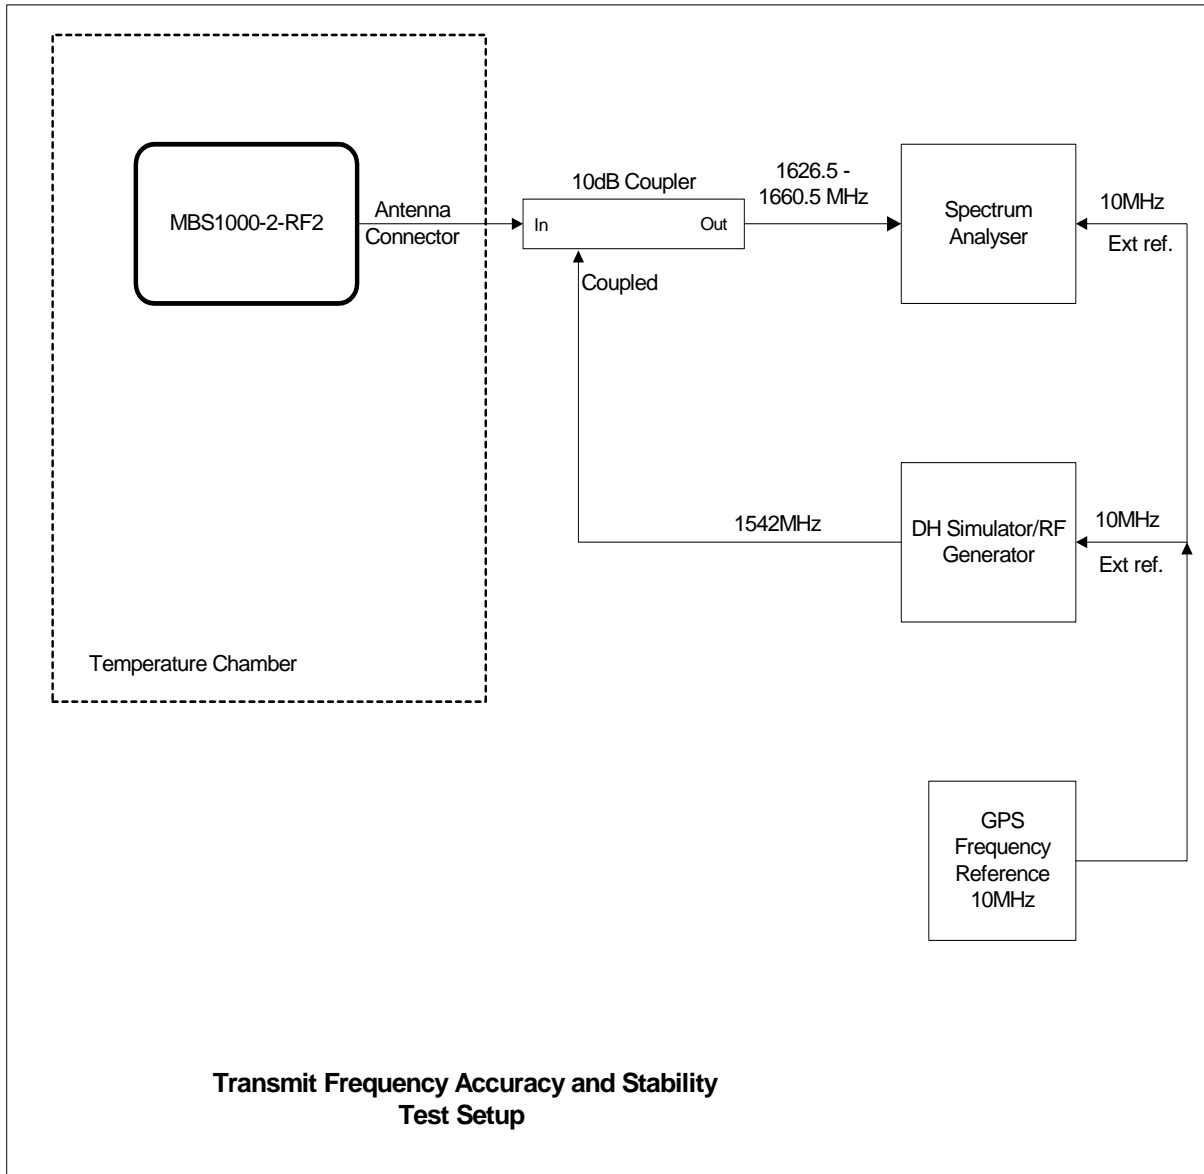 MBS1000-2-RF2
Antenna
Connector
10dB Coupler
In
Out
Coupled
1626.5 -
1660.5 MHz
Spectrum
Analyser
10MHz
Ext ref.
1542MHz
DH Simulator/RF
Generator
10MHz
Ext ref.
Temperature Chamber
GPS
Frequency
Reference
10MHz
Transmit Frequency Accuracy and Stability
Test Setup